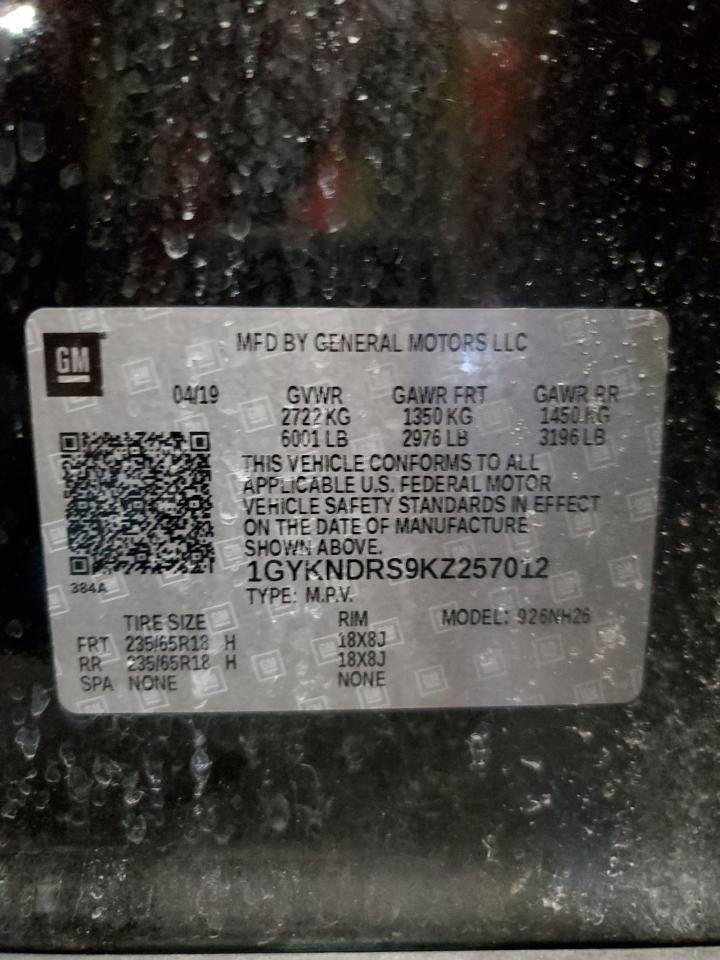 GM
MFD BY GENERAL MOTORS LLC
04/19 GVWR GAWR FRT GAWR RR
2722 KG 1350 KG 1450 KG
6001 LB 2976 LB 3196 LB
THIS VEHICLE CONFORMS TO ALL
APPLICABLE U.S. FEDERAL MOTOR
VEHICLE SAFETY STANDARDS IN EFFECT
ON THE DATE OF MANUFACTURE
SHOWN ABOVE.
1GYKNDRS9KZ257012
384A
TYPE: M.P.V.
TIRE SIZE RIM MODEL: 926NH26
FRT 235/65R18 H 18X8J
RR 235/65R18 H 18X8J
SPA NONE NONE